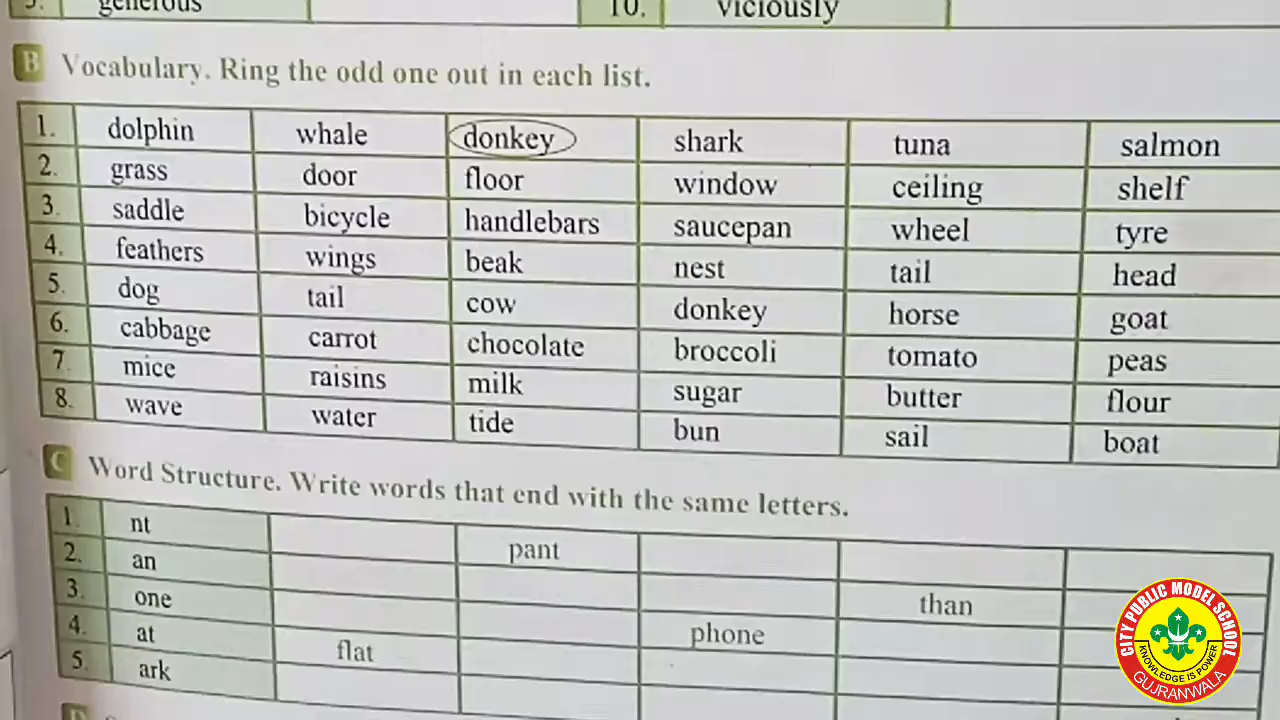 generous 10. viciously
B Vocabulary. Ring the odd one out in each list.
1. dolphin whale donkey shark tuna salmon
2. grass door floor window ceiling shelf
3. saddle bicycle handlebars saucepan wheel tyre
4. feathers wings beak nest tail head
5. dog tail cow donkey horse goat
6. cabbage carrot chocolate broccoli tomato peas
7. mice raisins milk sugar butter flour
8. wave water tide bun sail boat
C Word Structure. Write words that end with the same letters.
1. nt pant
2. an than
3. one phone
4. at flat
5. ark
CITY PUBLIC MODEL SCHOOL
KNOWLEDGE IS POWER
GUJRANWALA